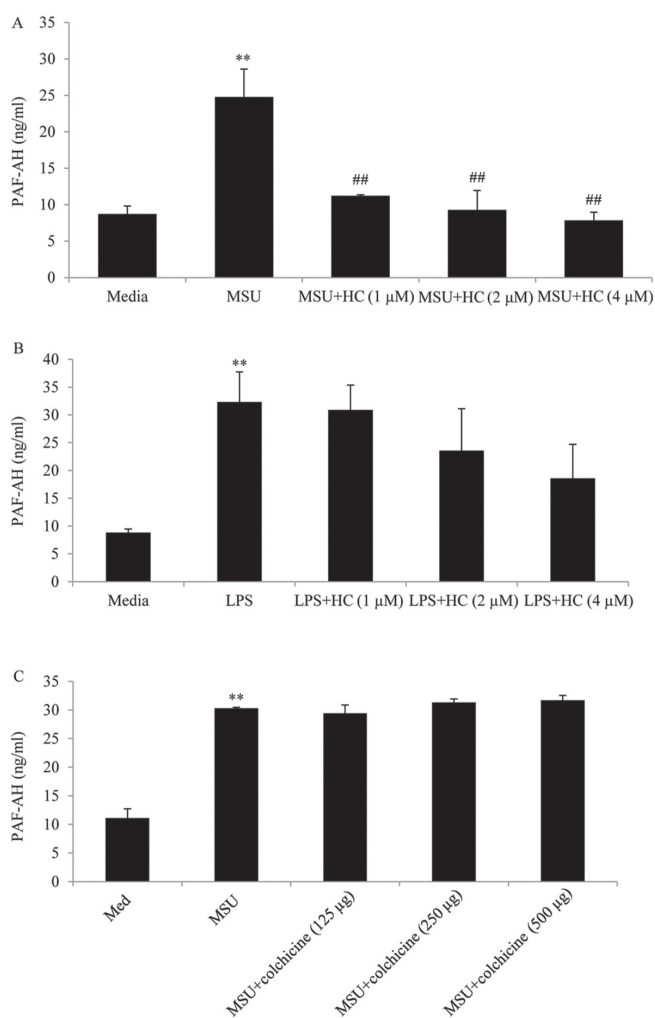 A
PAF-AH (ng/ml)
35
30
25
20
15
10
5
0
**
##
##
##
Media
MSU
MSU+HC (1 µM)
MSU+HC (2 µM)
MSU+HC (4 µM)
B
PAF-AH (ng/ml)
40
35
30
25
20
15
10
5
0
**
Media
LPS
LPS+HC (1 µM)
LPS+HC (2 µM)
LPS+HC (4 µM)
C
PAF-AH (ng/ml)
35
30
25
20
15
10
5
0
**
Med
MSU
MSU+colchicine (125 µg)
MSU+colchicine (250 µg)
MSU+colchicine (500 µg)